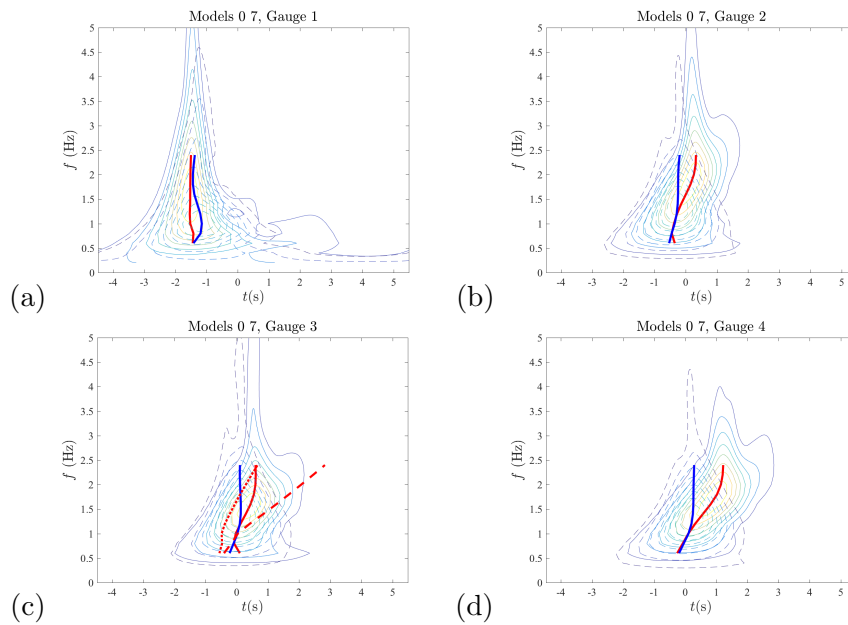 Models 0 7, Gauge 1
5
4.5
4
3.5
3
2.5
2
1.5
1
0.5
0
f (Hz)
-4 -3 -2 -1 0 1 2 3 4 5
t(s)
(a)
Models 0 7, Gauge 2
5
4.5
4
3.5
3
2.5
2
1.5
1
0.5
0
f (Hz)
-4 -3 -2 -1 0 1 2 3 4 5
t(s)
(b)
Models 0 7, Gauge 3
5
4.5
4
3.5
3
2.5
2
1.5
1
0.5
0
f (Hz)
-4 -3 -2 -1 0 1 2 3 4 5
t(s)
(c)
Models 0 7, Gauge 4
5
4.5
4
3.5
3
2.5
2
1.5
1
0.5
0
f (Hz)
-4 -3 -2 -1 0 1 2 3 4 5
t(s)
(d)